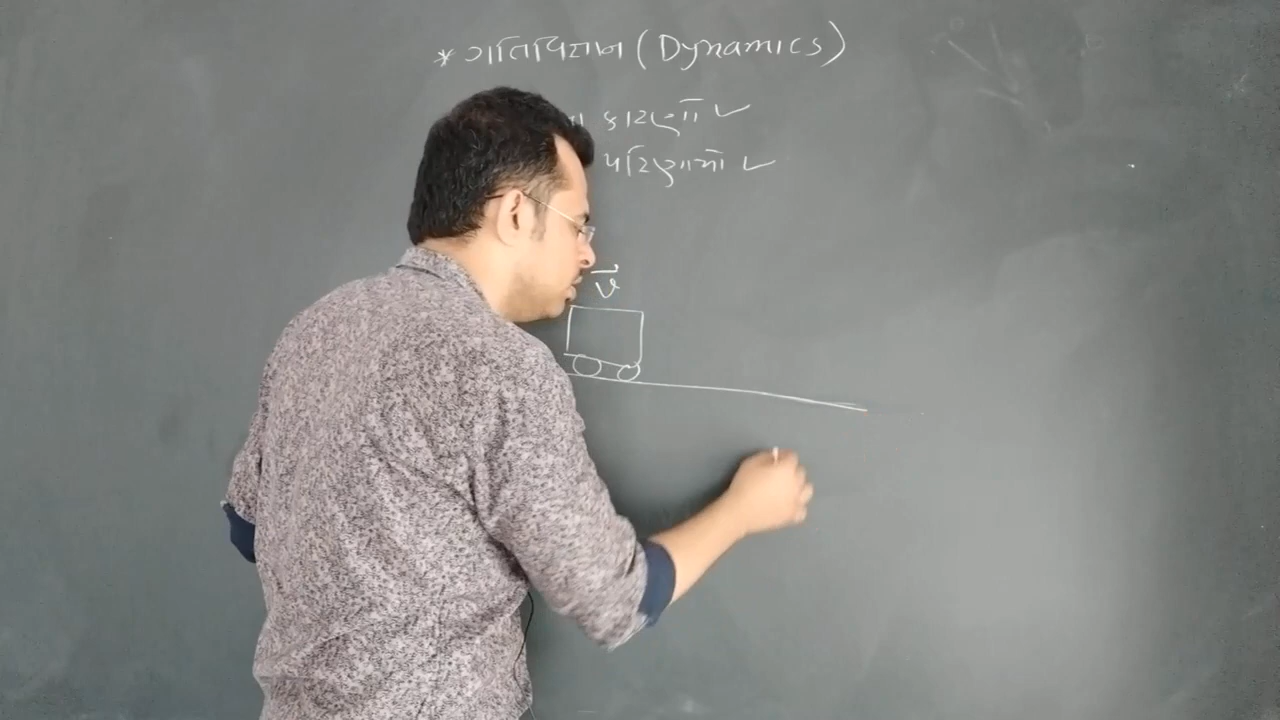 * ગતિવિજ્ઞાન (Dynamics)
કારણો ✓
પરિણામો ✓
v⃗